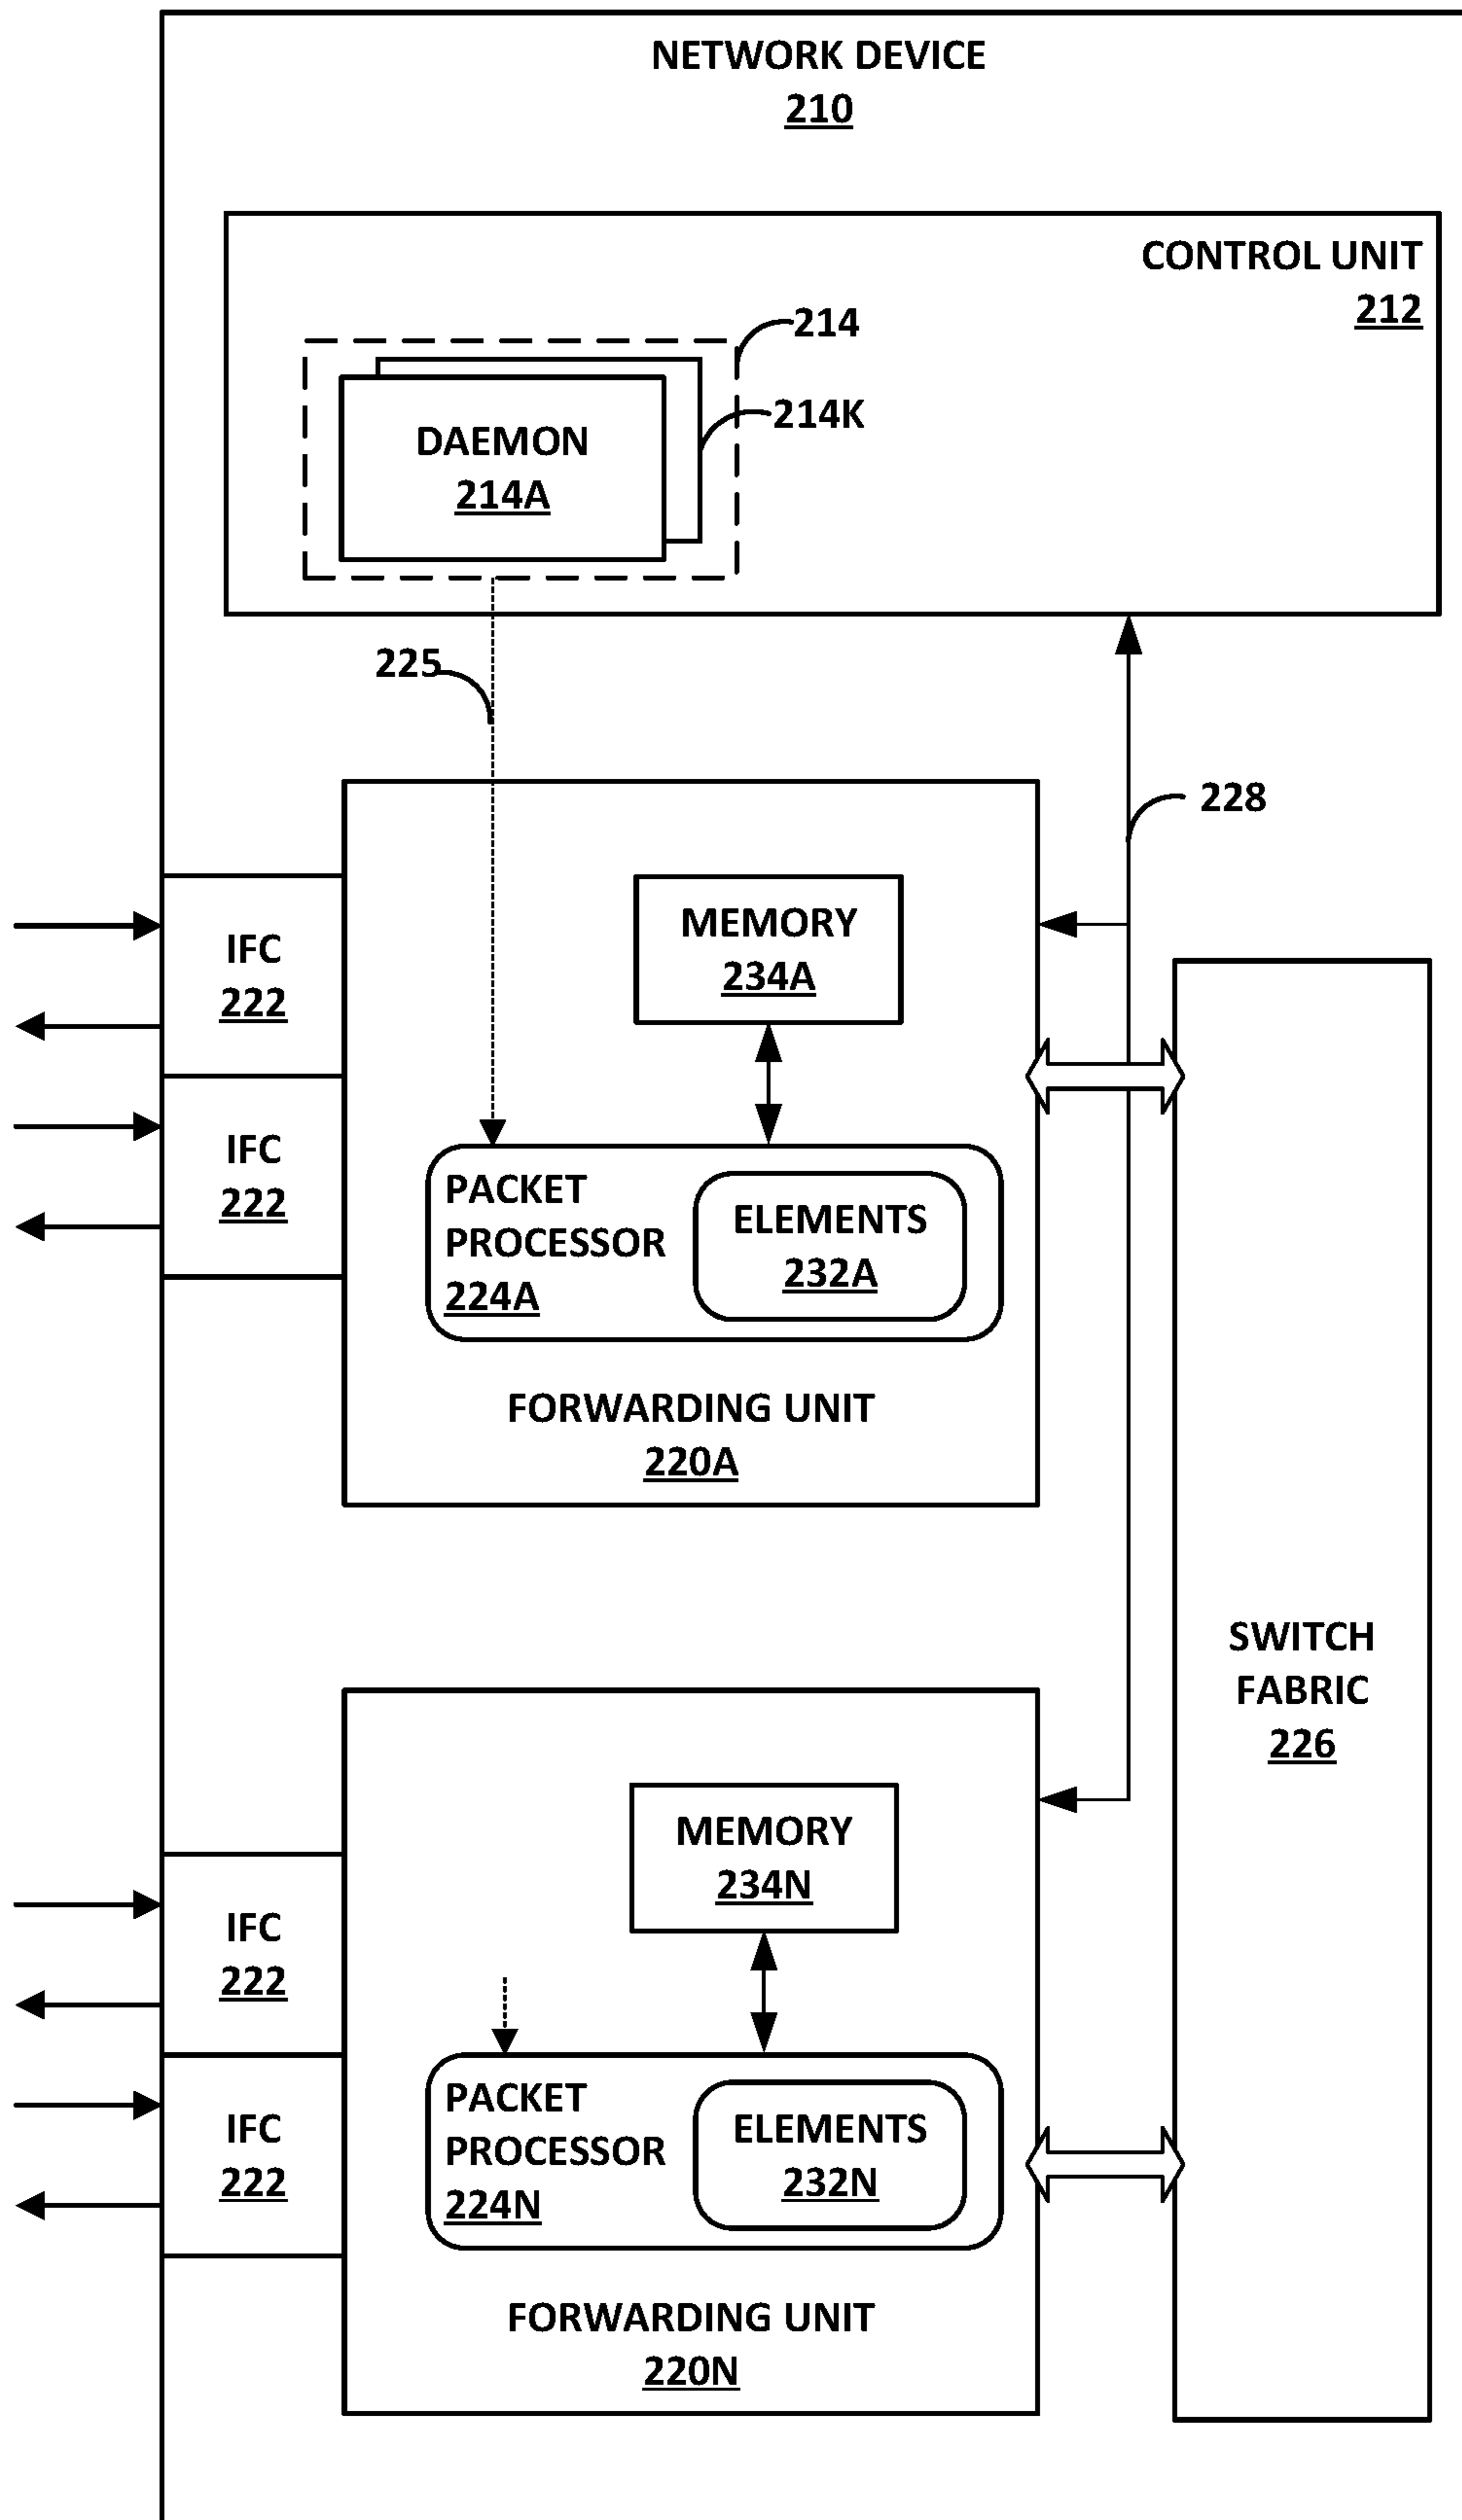 NETWORK DEVICE
210
CONTROL UNIT
212
214
214K
DAEMON
214A
225
228
IFC
222
MEMORY
234A
IFC
222
PACKET
PROCESSOR
224A
ELEMENTS
232A
FORWARDING UNIT
220A
SWITCH
FABRIC
226
MEMORY
234N
IFC
222
PACKET
PROCESSOR
224N
ELEMENTS
232N
IFC
222
FORWARDING UNIT
220N